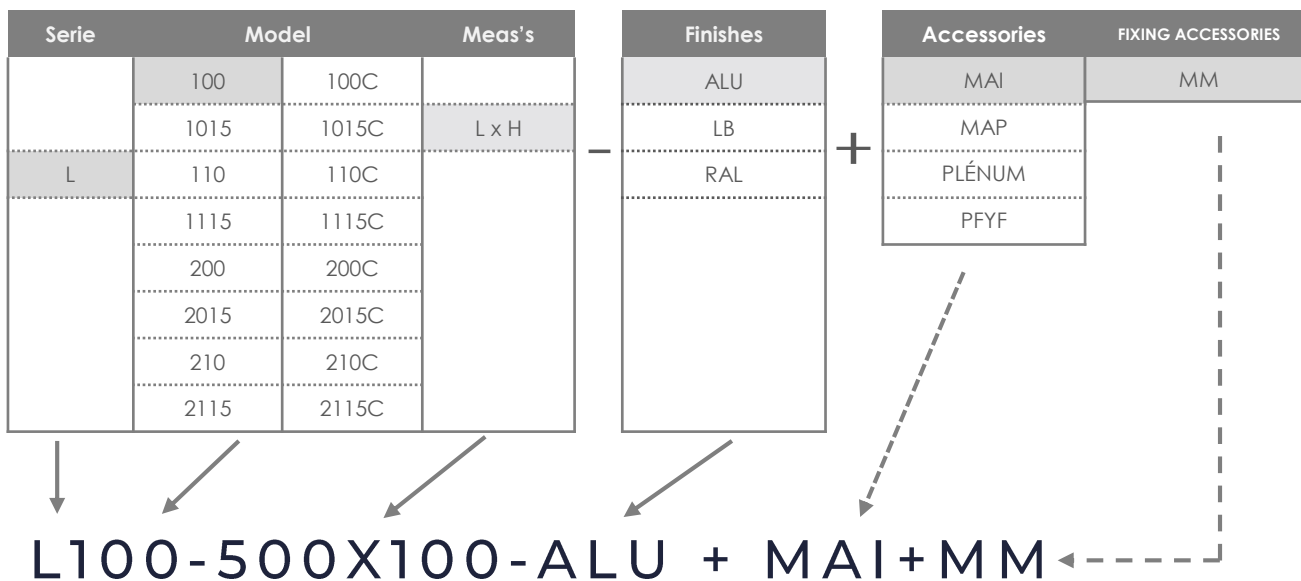 Serie Model Meas's Finishes Accessories FIXING ACCESSORIES
100 100C ALU MAI MM
1015 1015C L x H LB MAP
L 110 110C RAL PLÉNUM
1115 1115C PFYF
200 200C
2015 2015C
210 210C
2115 2115C
- +
L100-500X100-ALU + MAI+MM